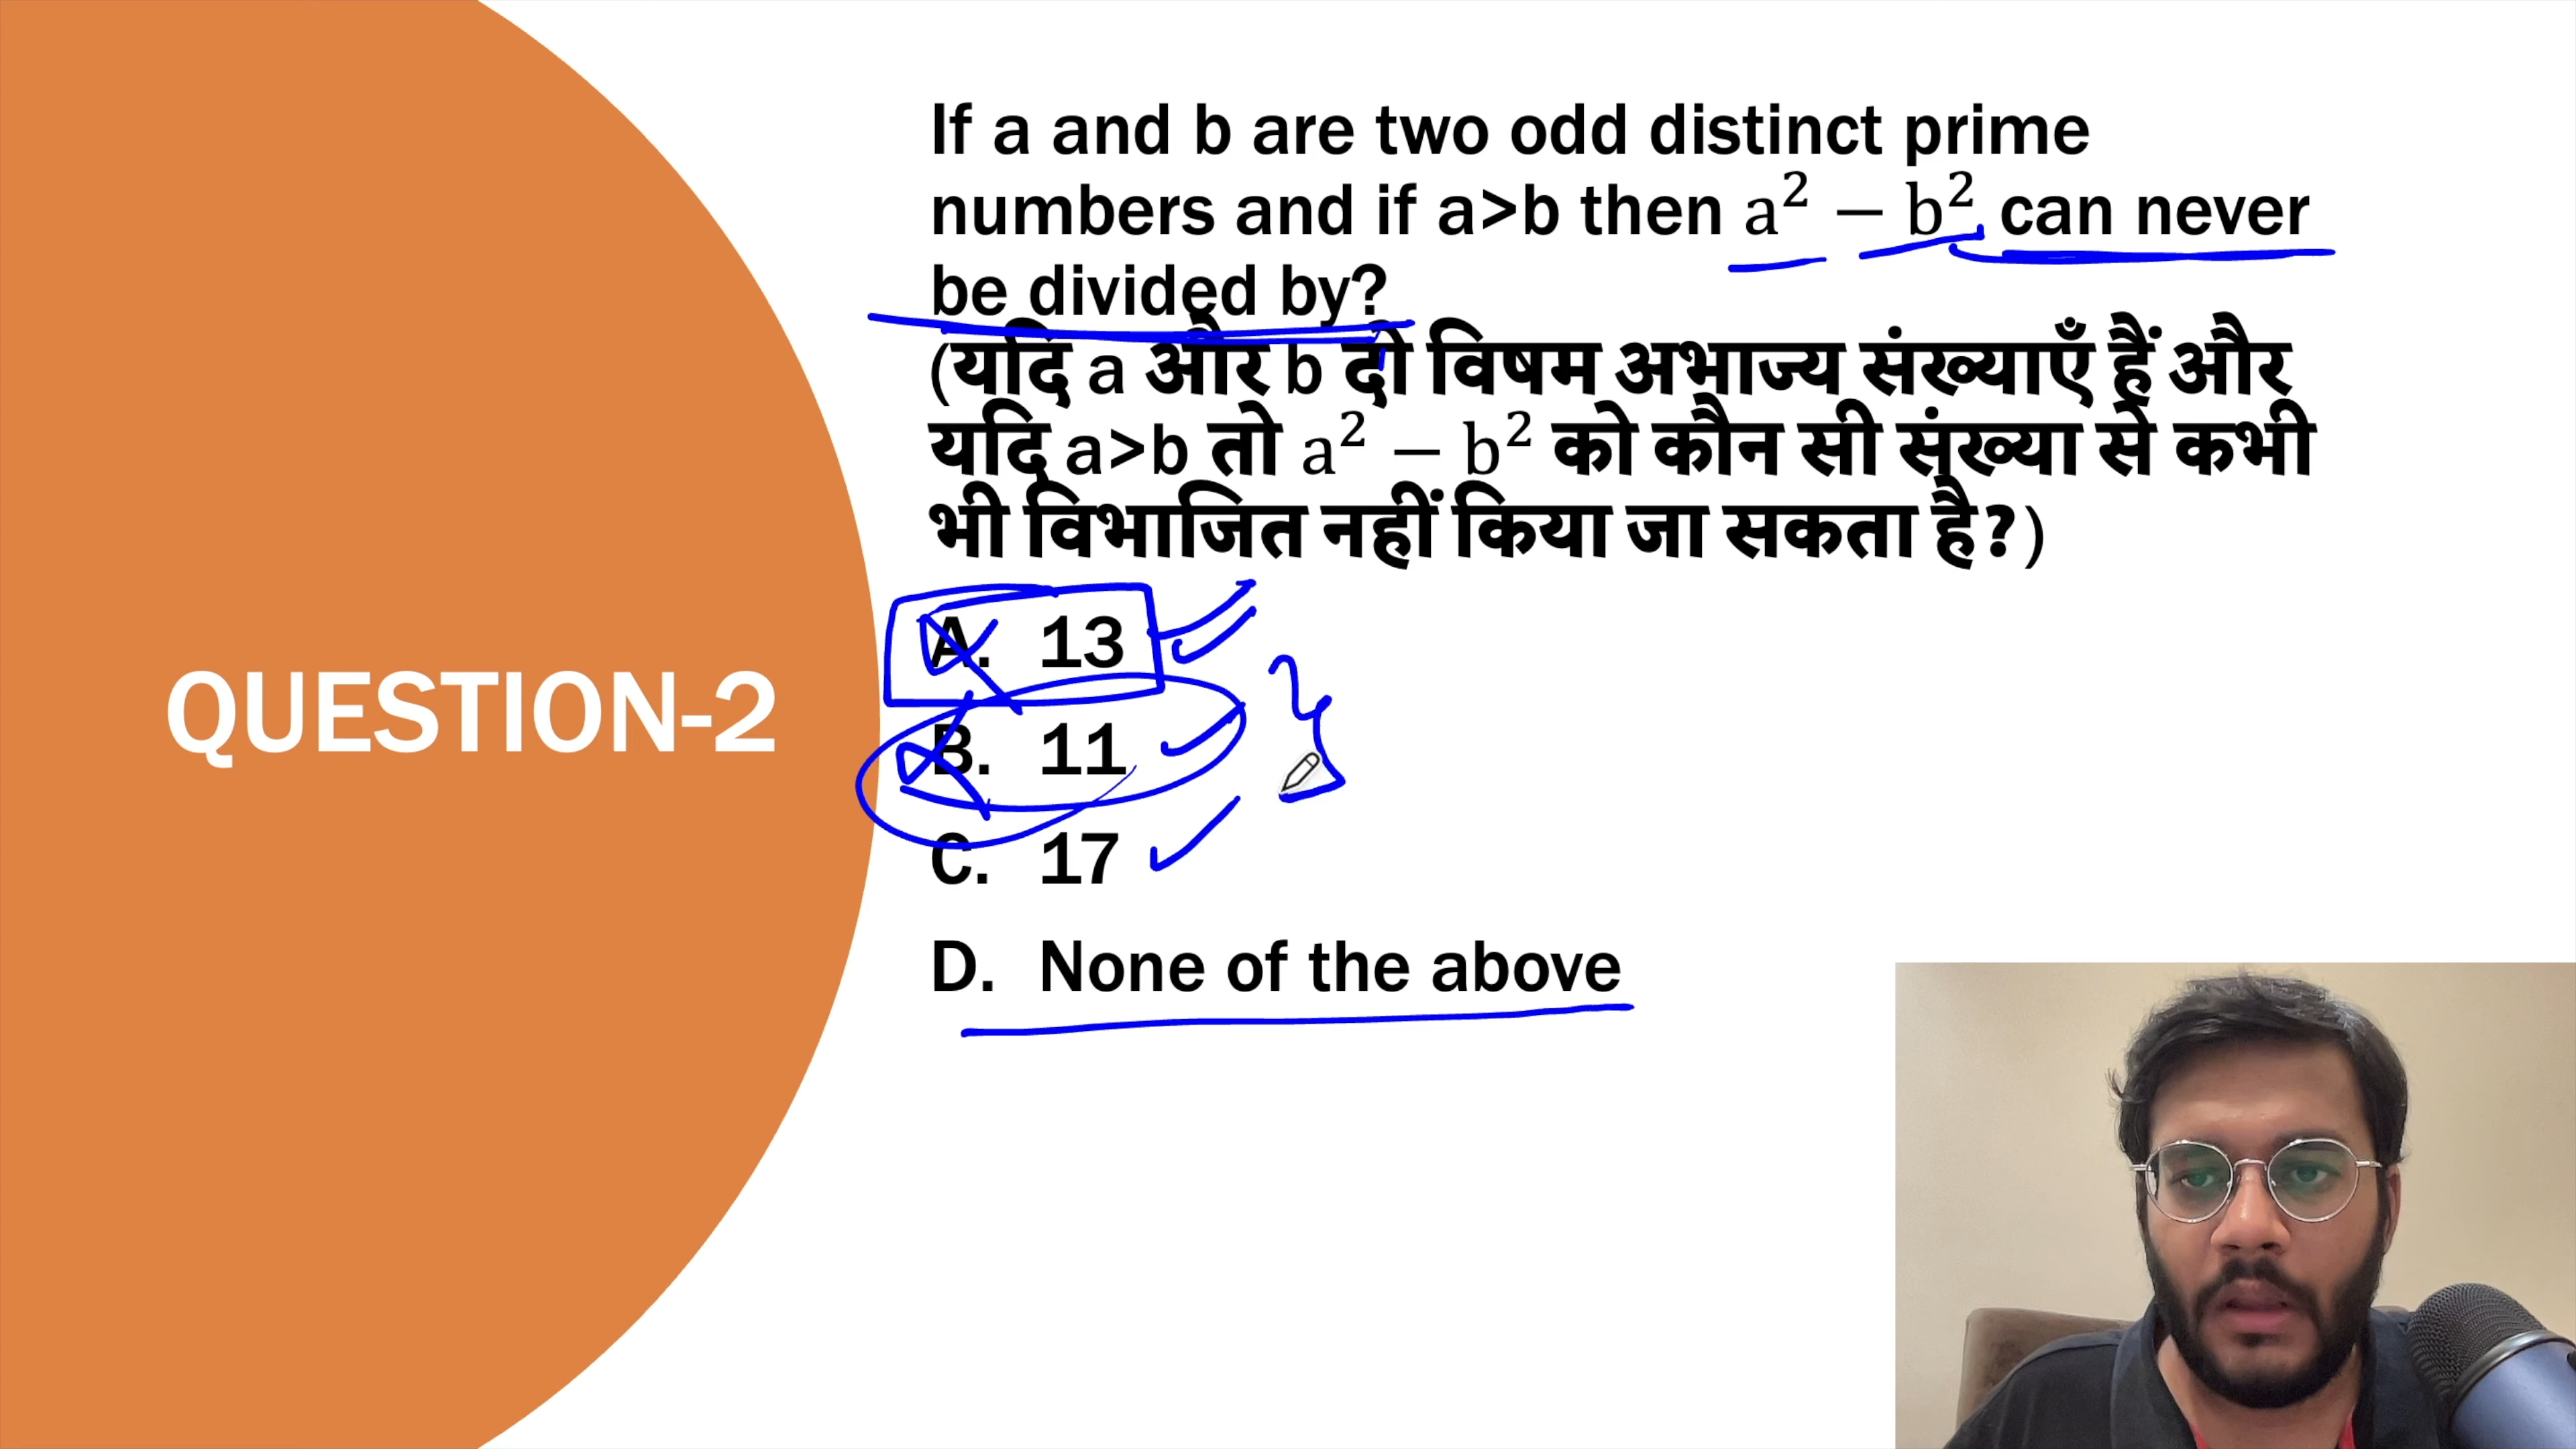 QUESTION-2
If a and b are two odd distinct prime
numbers and if a>b then a² − b² can never
be divided by?
(यदि a और b दो विषम अभाज्य संख्याएँ हैं और
यदि a>b तो a² − b² को कौन सी संख्या से कभी
भी विभाजित नहीं किया जा सकता है?)
A. 13
B. 11
C. 17
D. None of the above